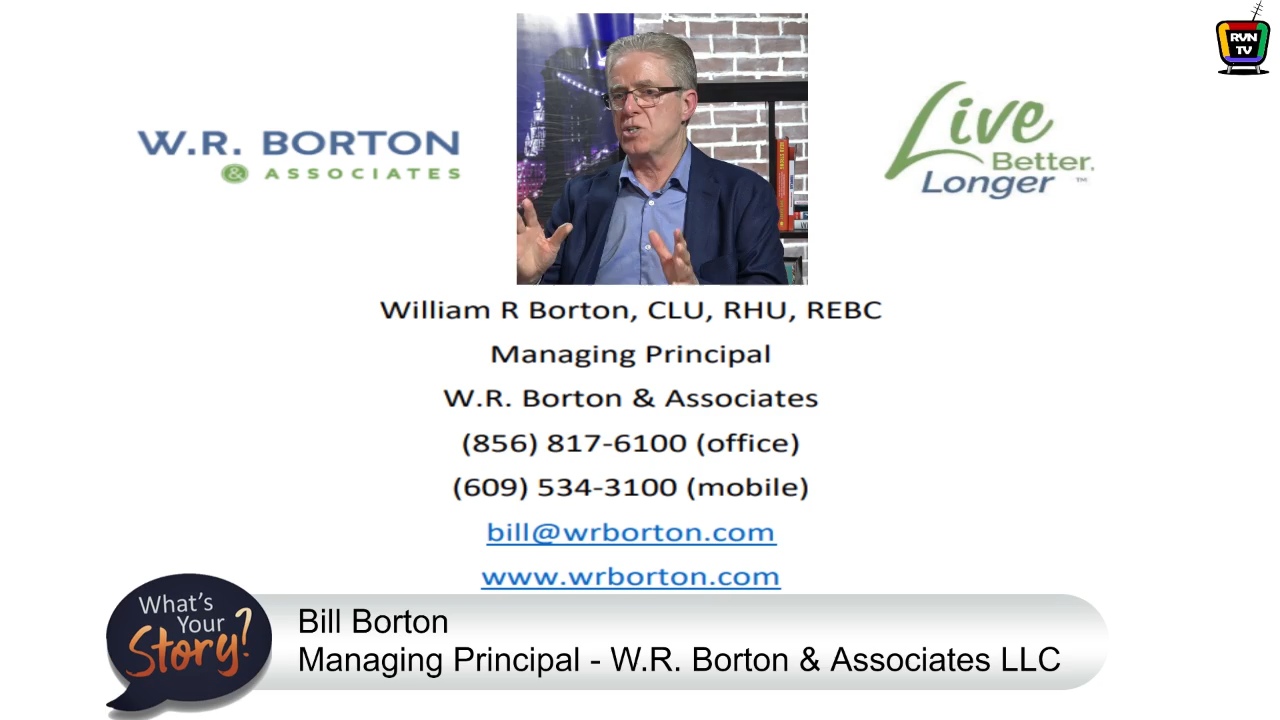 RVN
TV
W.R. BORTON
& ASSOCIATES
Live
Better.
Longer ™
William R Borton, CLU, RHU, REBC
Managing Principal
W.R. Borton & Associates
(856) 817-6100 (office)
(609) 534-3100 (mobile)
bill@wrborton.com
www.wrborton.com
What's
Your
Story?
Bill Borton
Managing Principal - W.R. Borton & Associates LLC